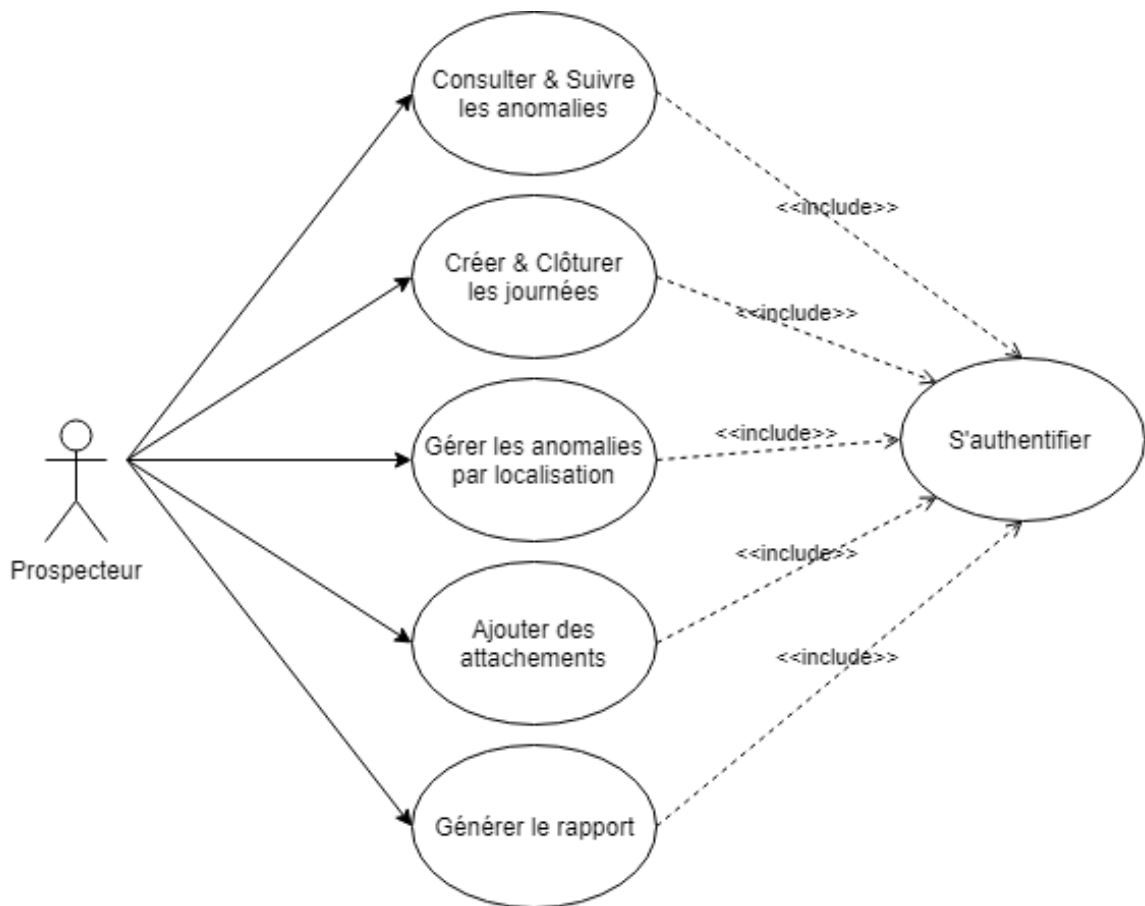 Consulter & Suivre
les anomalies
<<include>>
Créer & Clôturer
les journées
<<include>>
Gérer les anomalies
par localisation
<<include>>
S'authentifier
Prospecteur
Ajouter des
attachements
<<include>>
Générer le rapport
<<include>>